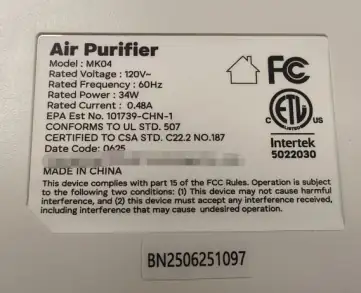 Air Purifier
Model : MK04
Rated Voltage : 120V~
Rated Frequency : 60Hz
Rated Power : 34W
Rated Current : 0.48A
EPA Est No. 101739-CHN-1
CONFORMS TO UL STD. 507
CERTIFIED TO CSA STD. C22.2 NO.187
Date Code: 0625
MADE IN CHINA
This device complies with part 15 of the FCC Rules. Operation is subject
to the following two conditions: (1) This device may not cause harmful
interference, and (2) this device must accept any interference received,
including interference that may cause undesired operation.
FC
C ETL US
Intertek
5022030
BN2506251097